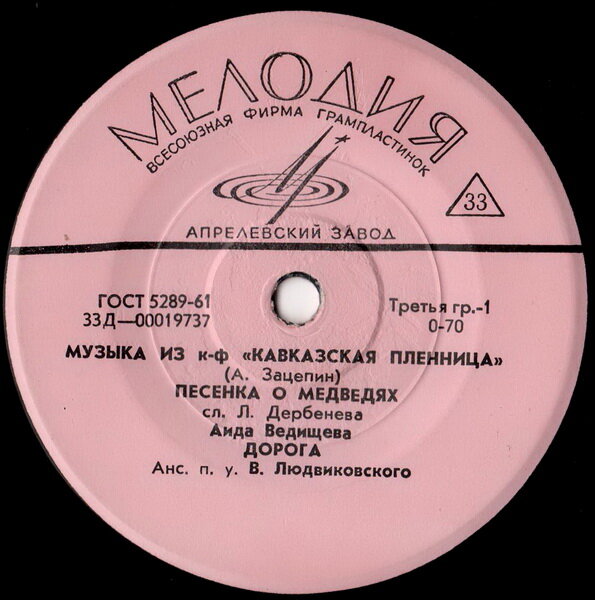 МЕЛОДИЯ
ВСЕСОЮЗНАЯ ФИРМА ГРАМПЛАСТИНОК
33
АПРЕЛЕВСКИЙ ЗАВОД
ГОСТ 5289-61 Третья гр.-1
33Д—00019737 0-70
МУЗЫКА ИЗ к-ф «КАВКАЗСКАЯ ПЛЕННИЦА»
(А. Зацепин)
ПЕСЕНКА О МЕДВЕДЯХ
сл. Л. Дербенева
Аида Ведищева
ДОРОГА
Анс. п. у. В. Людвиковского